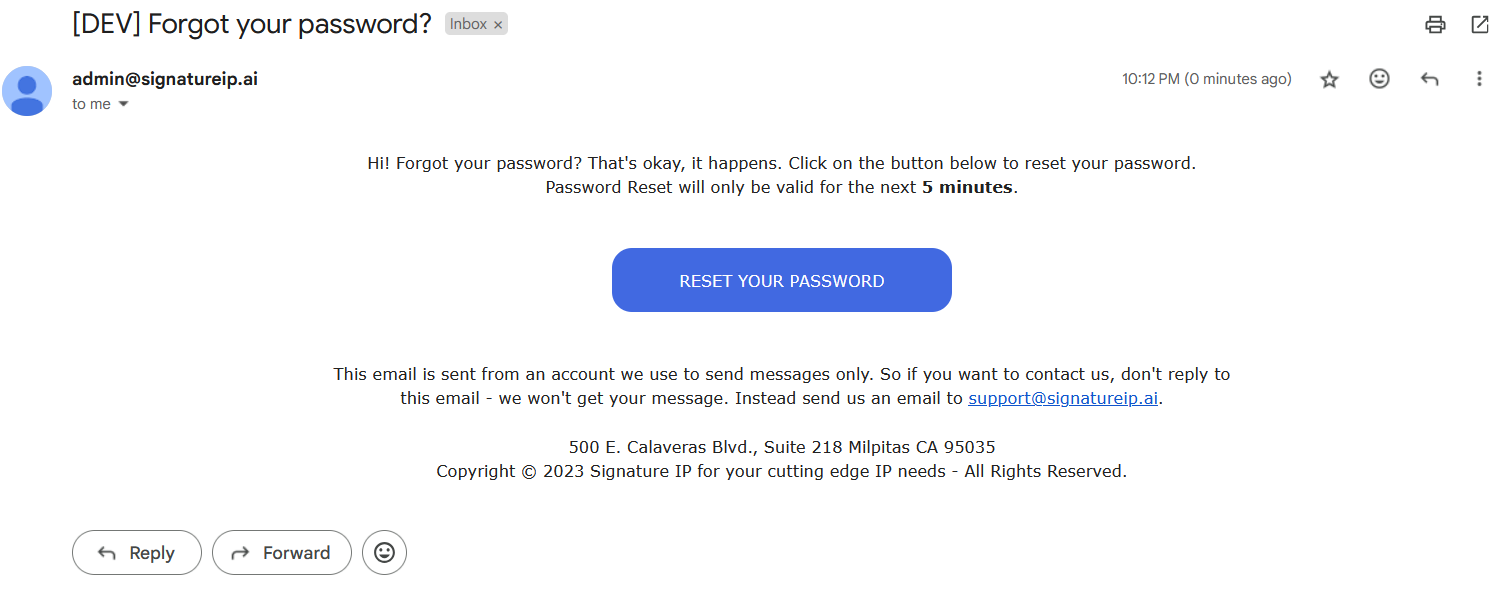 [DEV] Forgot your password? Inbox ×
admin@signatureip.ai 10:12 PM (0 minutes ago)
to me
Hi! Forgot your password? That's okay, it happens. Click on the button below to reset your password.
Password Reset will only be valid for the next 5 minutes.
RESET YOUR PASSWORD
This email is sent from an account we use to send messages only. So if you want to contact us, don't reply to
this email - we won't get your message. Instead send us an email to support@signatureip.ai.
500 E. Calaveras Blvd., Suite 218 Milpitas CA 95035
Copyright © 2023 Signature IP for your cutting edge IP needs - All Rights Reserved.
Reply Forward